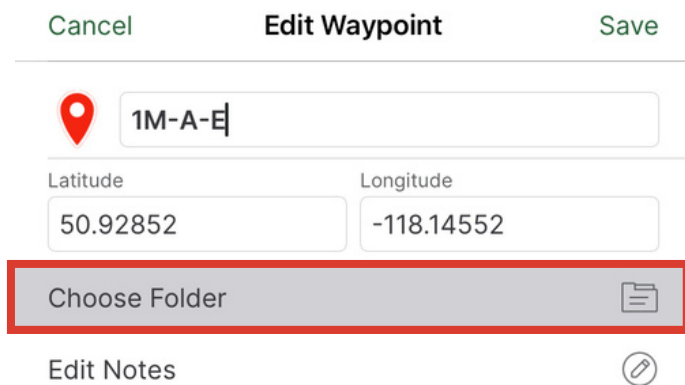 Cancel Edit Waypoint Save
1M-A-E
Latitude Longitude
50.92852 -118.14552
Choose Folder
Edit Notes